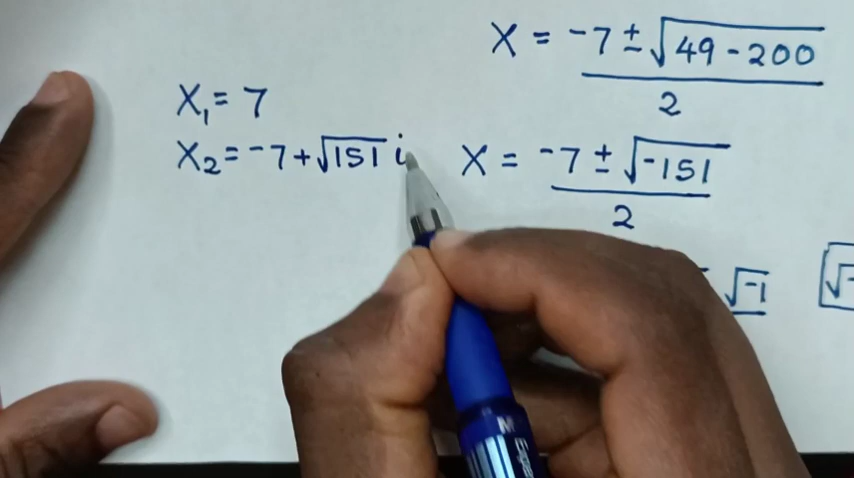 X = -7 ± √49 - 200
2
X₁ = 7
X₂ = -7 + √151 i
X = -7 ± √-151
2
√-1